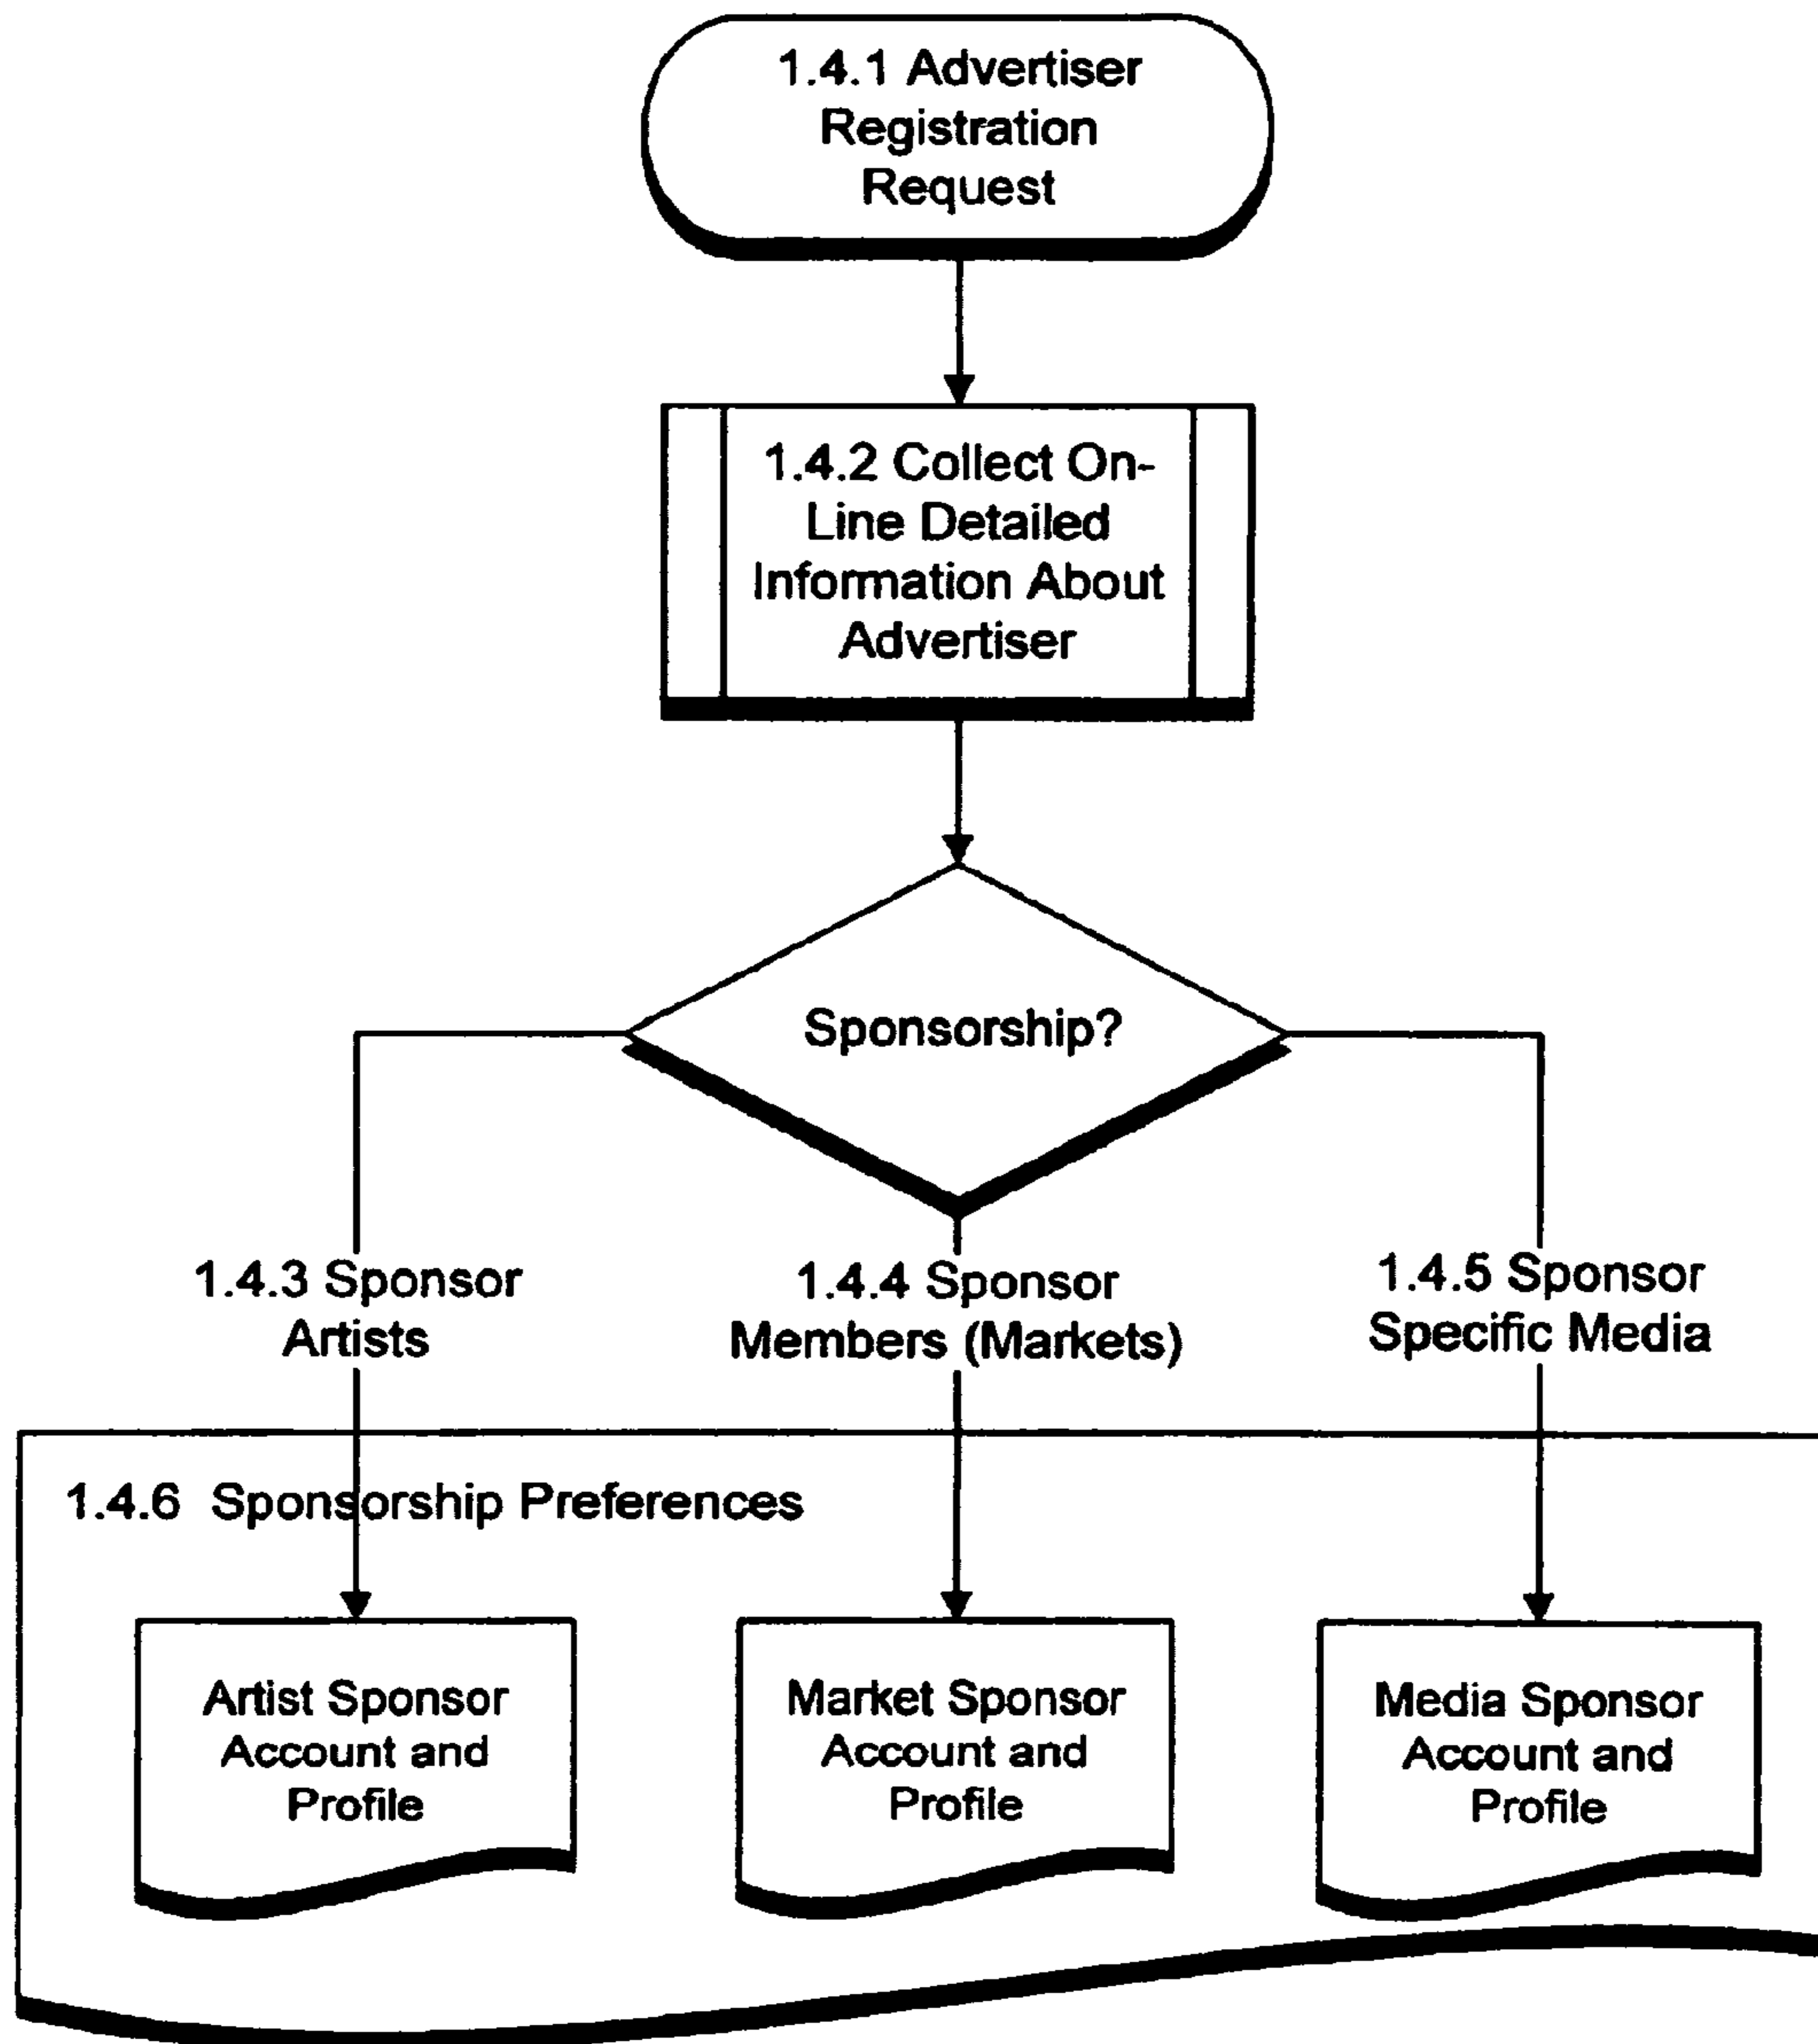 1.4.1 Advertiser
Registration
Request
1.4.2 Collect On-
Line Detailed
Information About
Advertiser
Sponsorship?
1.4.3 Sponsor
Artists
1.4.4 Sponsor
Members (Markets)
1.4.5 Sponsor
Specific Media
1.4.6 Sponsorship Preferences
Artist Sponsor
Account and
Profile
Market Sponsor
Account and
Profile
Media Sponsor
Account and
Profile